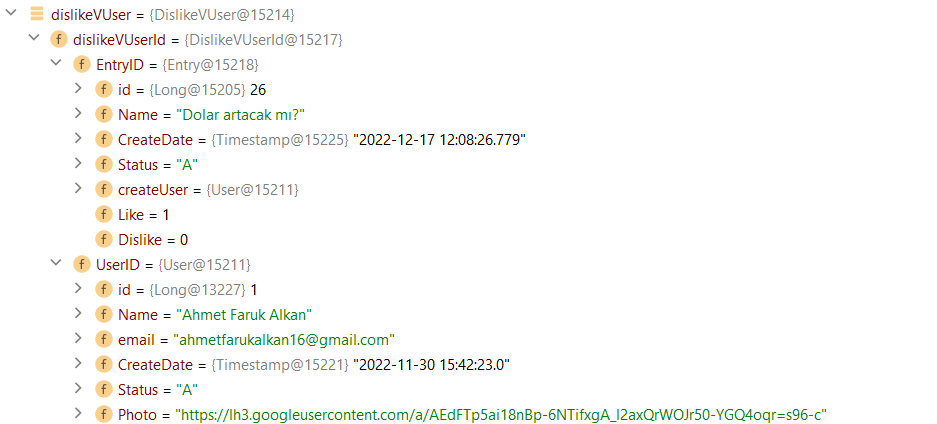 dislikeVUser = {DislikeVUser@15214}
f dislikeVUserId = {DislikeVUserId@15217}
f EntryID = {Entry@15218}
f id = {Long@15205} 26
f Name = "Dolar artacak mı?"
f CreateDate = {Timestamp@15225} "2022-12-17 12:08:26.779"
f Status = "A"
f createUser = {User@15211}
f Like = 1
f Dislike = 0
f UserID = {User@15211}
f id = {Long@13227} 1
f Name = "Ahmet Faruk Alkan"
f email = "ahmetfarukalkan16@gmail.com"
f CreateDate = {Timestamp@15221} "2022-11-30 15:42:23.0"
f Status = "A"
f Photo = "https://lh3.googleusercontent.com/a/AEdFTp5ai18nBp-6NTifxgA_I2axQrWOJr50-YGQ4oqr=s96-c"